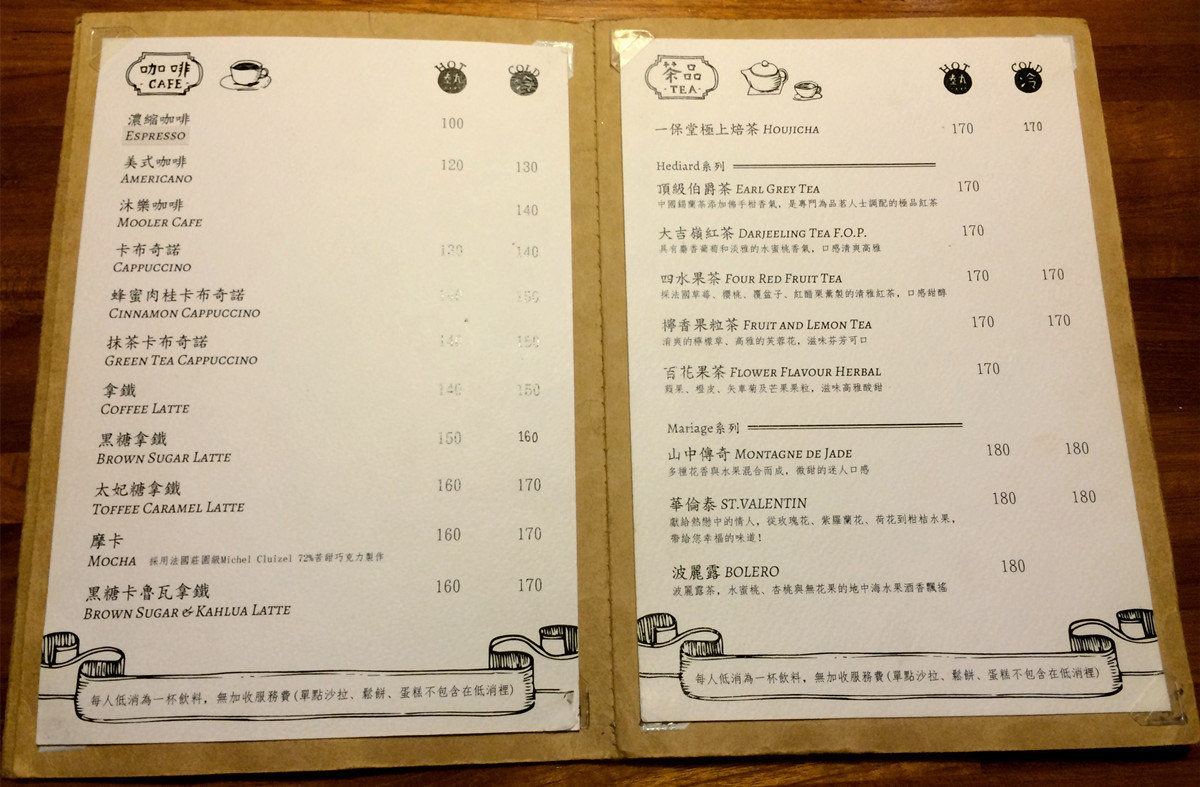 咖啡
CAFE
HOT 熱
COLD 冷
濃縮咖啡
ESPRESSO 100
美式咖啡
AMERICANO 120 130
沐樂咖啡
MOOLER CAFE 140
卡布奇諾
CAPPUCCINO 130 140
蜂蜜肉桂卡布奇諾
CINNAMON CAPPUCCINO 150
抹茶卡布奇諾
GREEN TEA CAPPUCCINO 140 150
拿鐵
COFFEE LATTE 140 150
黑糖拿鐵
BROWN SUGAR LATTE 150 160
太妃糖拿鐵
TOFFEE CARAMEL LATTE 160 170
摩卡
MOCHA 採用法國莊園級Michel Cluizel 72%苦甜巧克力製作 160 170
黑糖卡魯瓦拿鐵
BROWN SUGAR & KAHLUA LATTE 160 170
每人低消為一杯飲料，無加收服務費(單點沙拉、鬆餅、蛋糕不包含在低消裡)
茶品
TEA
HOT 熱
COLD 冷
一保堂極上焙茶 HOUJICHA 170 170
Hediard系列
頂級伯爵茶 EARL GREY TEA 170
中國錫蘭茶添加佛手柑香氣，是專門為品茗人士調配的極品紅茶
大吉嶺紅茶 DARJEELING TEA F.O.P. 170
具有麝香葡萄和淡雅的水蜜桃香氣，口感清爽高雅
四水果茶 FOUR RED FRUIT TEA 170 170
採法國草莓、櫻桃、覆盆子、紅醋栗薰製的清雅紅茶，口感甜醇
檸香果粒茶 FRUIT AND LEMON TEA 170 170
清爽的檸檬草、高雅的芙蓉花，滋味芬芳可口
百花果茶 FLOWER FLAVOUR HERBAL 170
蘋果、橙皮、矢車菊及芒果果粒，滋味高雅酸甜
Mariage系列
山中傳奇 MONTAGNE DE JADE 180 180
多種花香與水果混合而成，微甜的迷人口感
華倫泰 ST.VALENTIN 180 180
獻給熱戀中的情人，從玫瑰花、紫羅蘭花、荷花到柑桔水果，
帶給您幸福的味道！
波麗露 BOLERO 180
波麗露茶，水蜜桃、杏桃與無花果的地中海水果酒香飄搖
每人低消為一杯飲料，無加收服務費(單點沙拉、鬆餅、蛋糕不包含在低消裡)